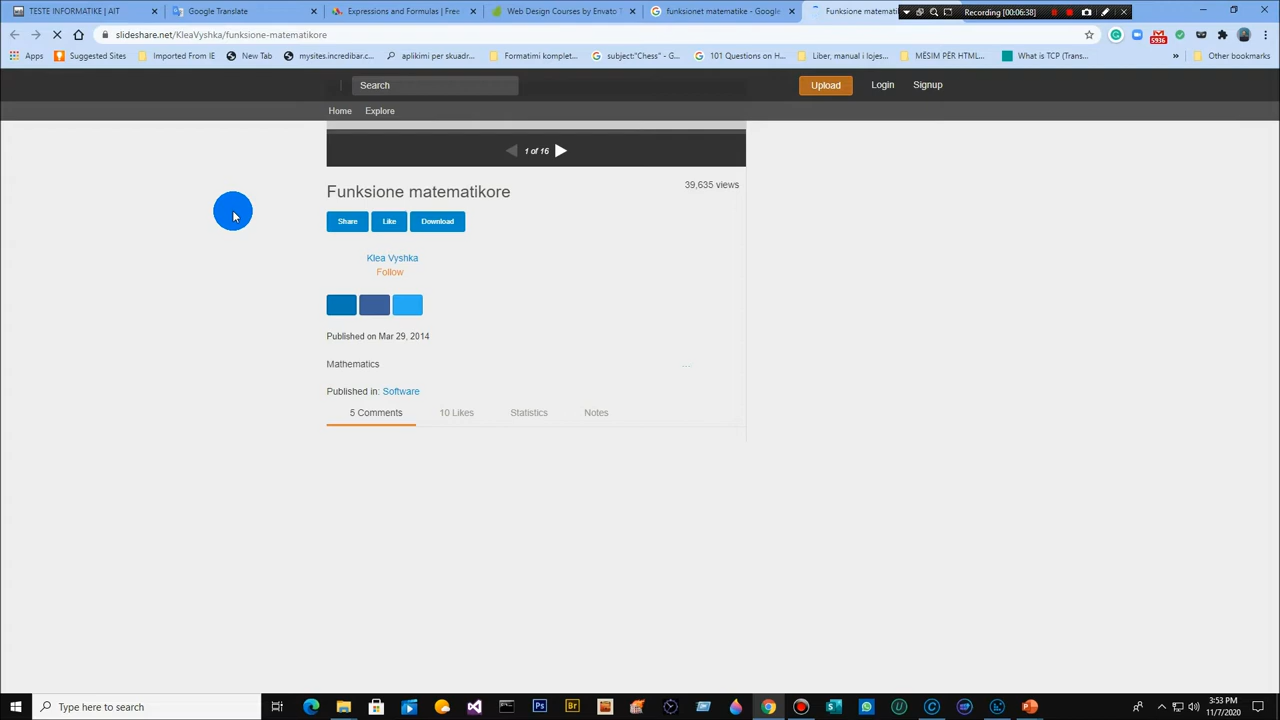 TESTE INFORMATIKE | AIT
Google Translate
Expressions and Formulas | Free
Web Design Courses by Envato T
funksionet matematike - Google
Funksione matemati
Recording [00:06:38]
slideshare.net/KleaVyshka/funksione-matematikore
5936
Apps
Suggested Sites
Imported From IE
New Tab
mysites.incredibar....
aplikimi per skuadr...
Formatimi komplet...
subject:"Chess" - G...
101 Questions on H...
Liber, manual i lojes...
MËSIM PËR HTML...
What is TCP (Trans...
»
Other bookmarks
Search
Upload
Login
Signup
Home
Explore
1 of 16
Funksione matematikore
39,635 views
Share
Like
Download
Klea Vyshka
Follow
Published on Mar 29, 2014
Mathematics
...
Published in: Software
5 Comments
10 Likes
Statistics
Notes
Type here to search
Ps
Br
3:53 PM
11/7/2020